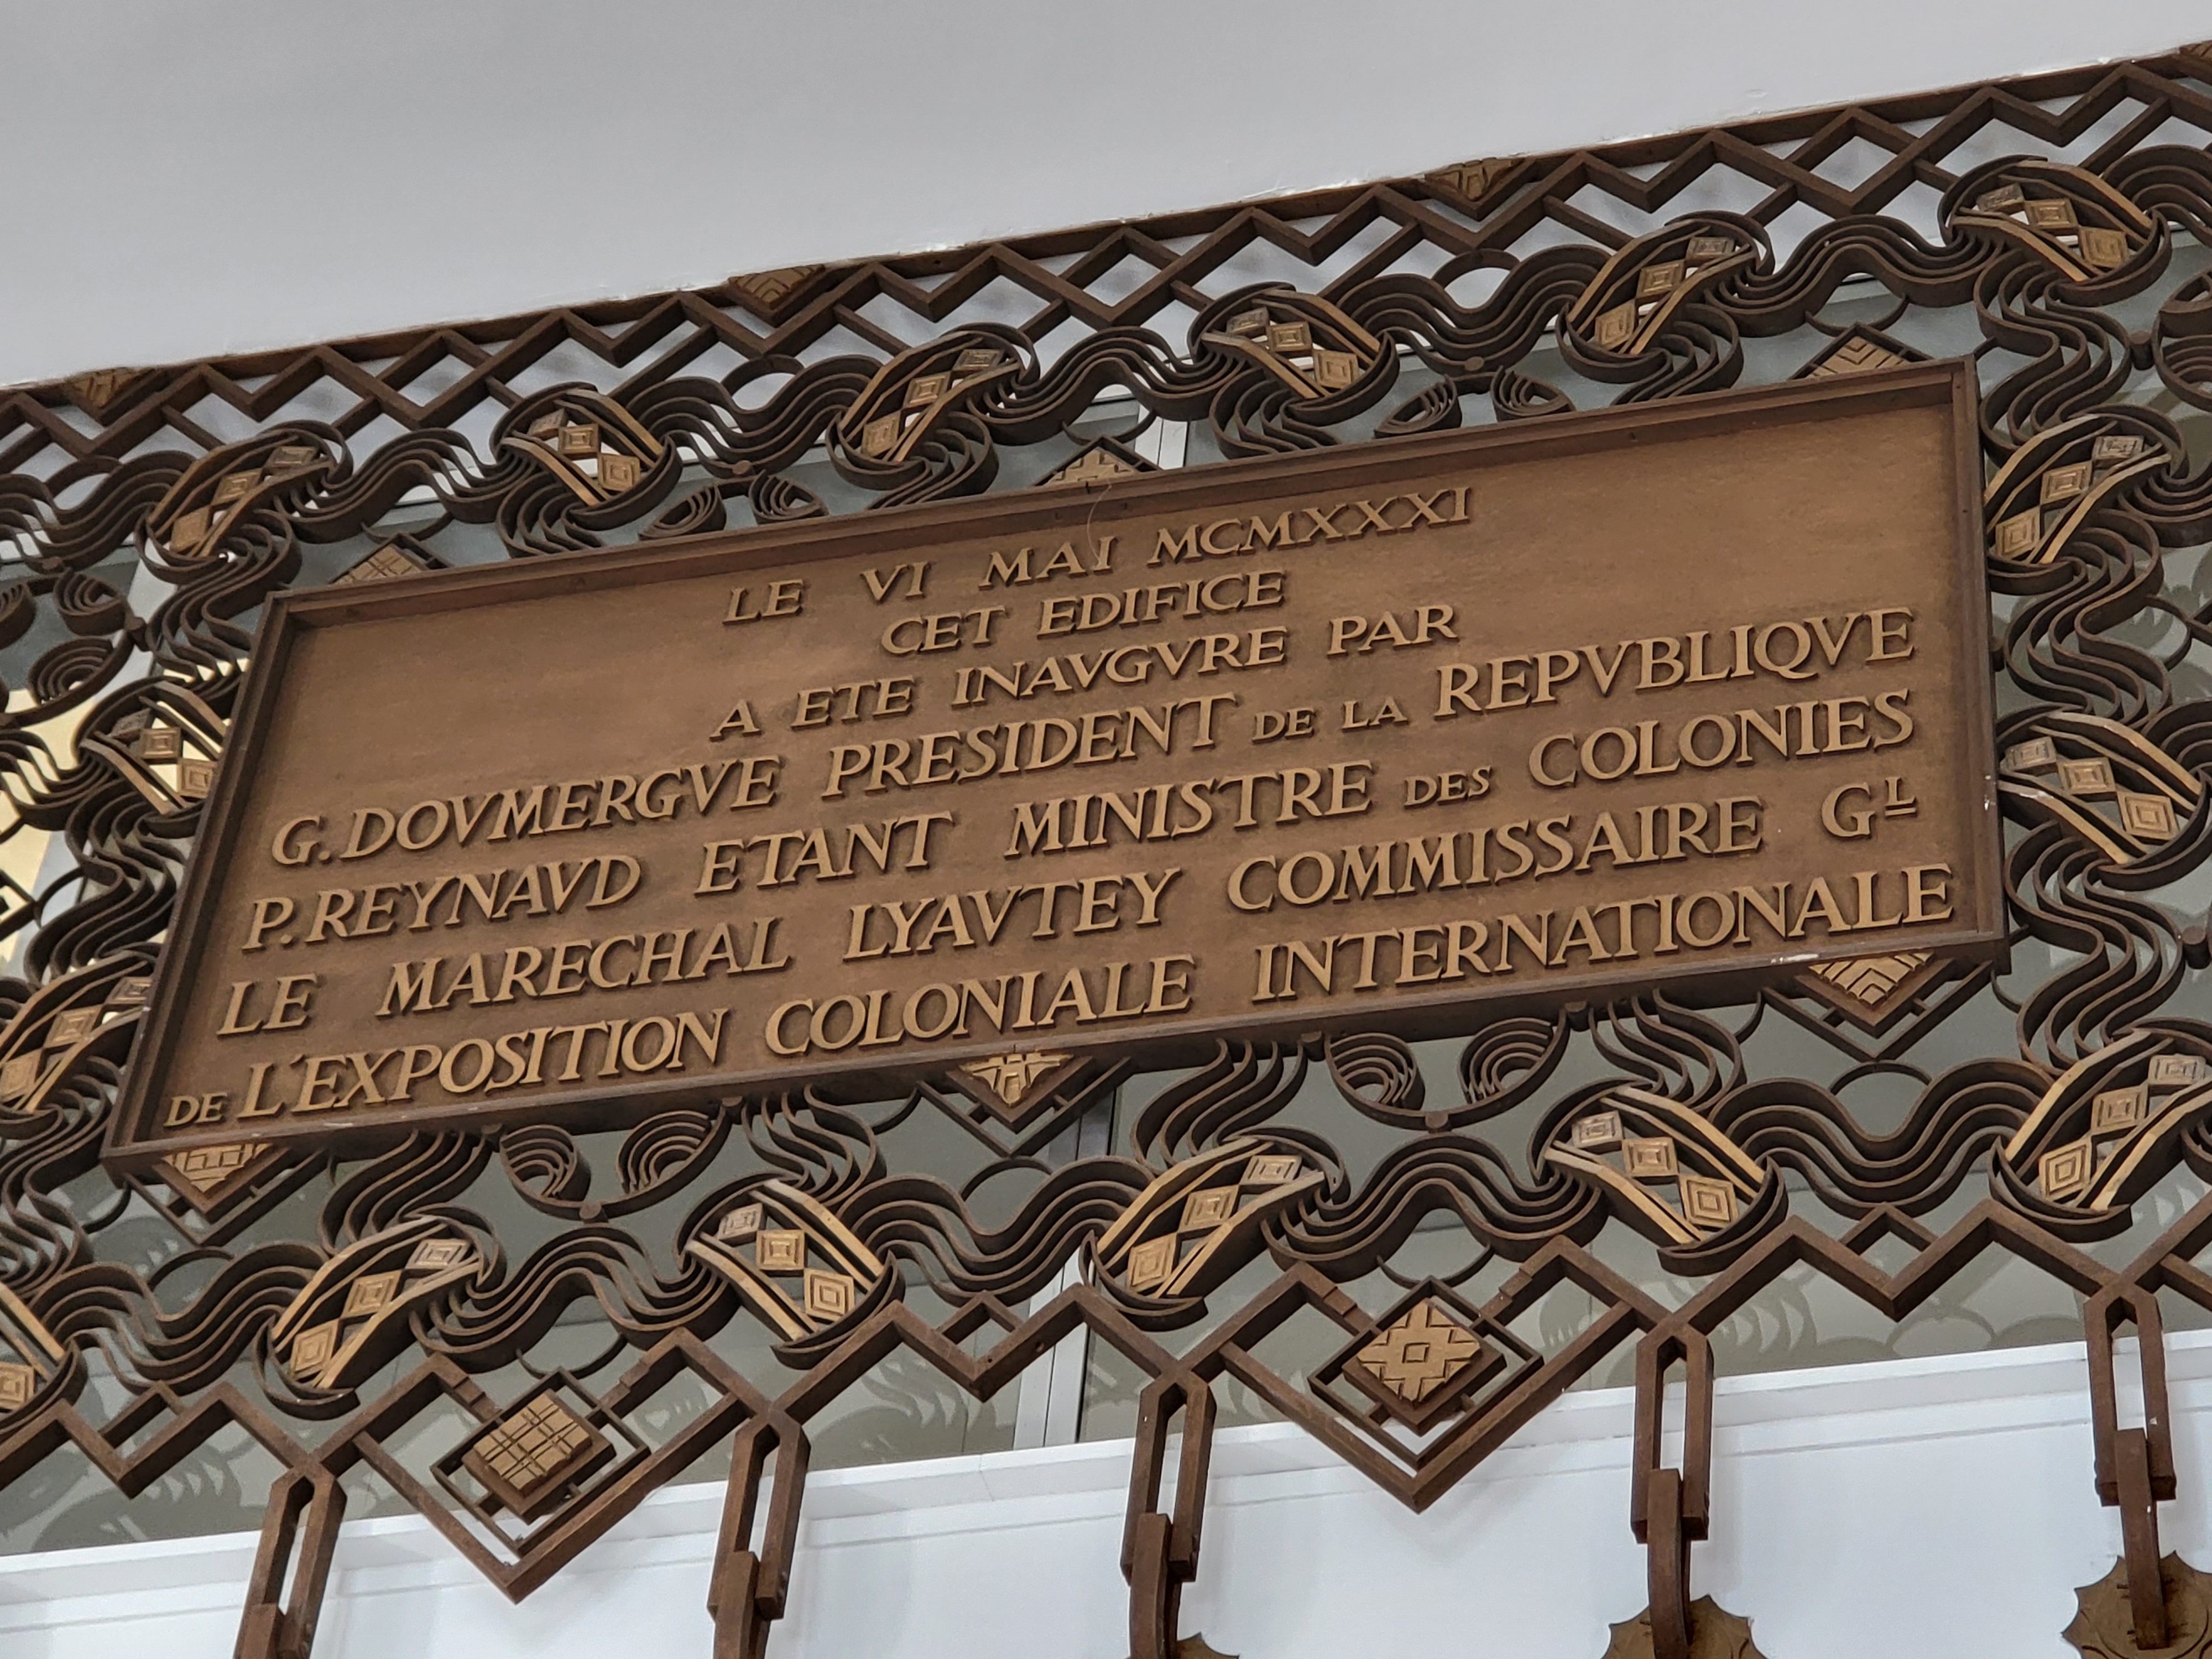 LE VI MAI MCMXXXI
CET EDIFICE
A ETE INAVGVRE PAR
G. DOVMERGVE PRESIDENT DE LA REPVBLIQVE
P. REYNAVD ETANT MINISTRE DES COLONIES
LE MARECHAL LYAVTEY COMMISSAIRE GL
DE L'EXPOSITION COLONIALE INTERNATIONALE